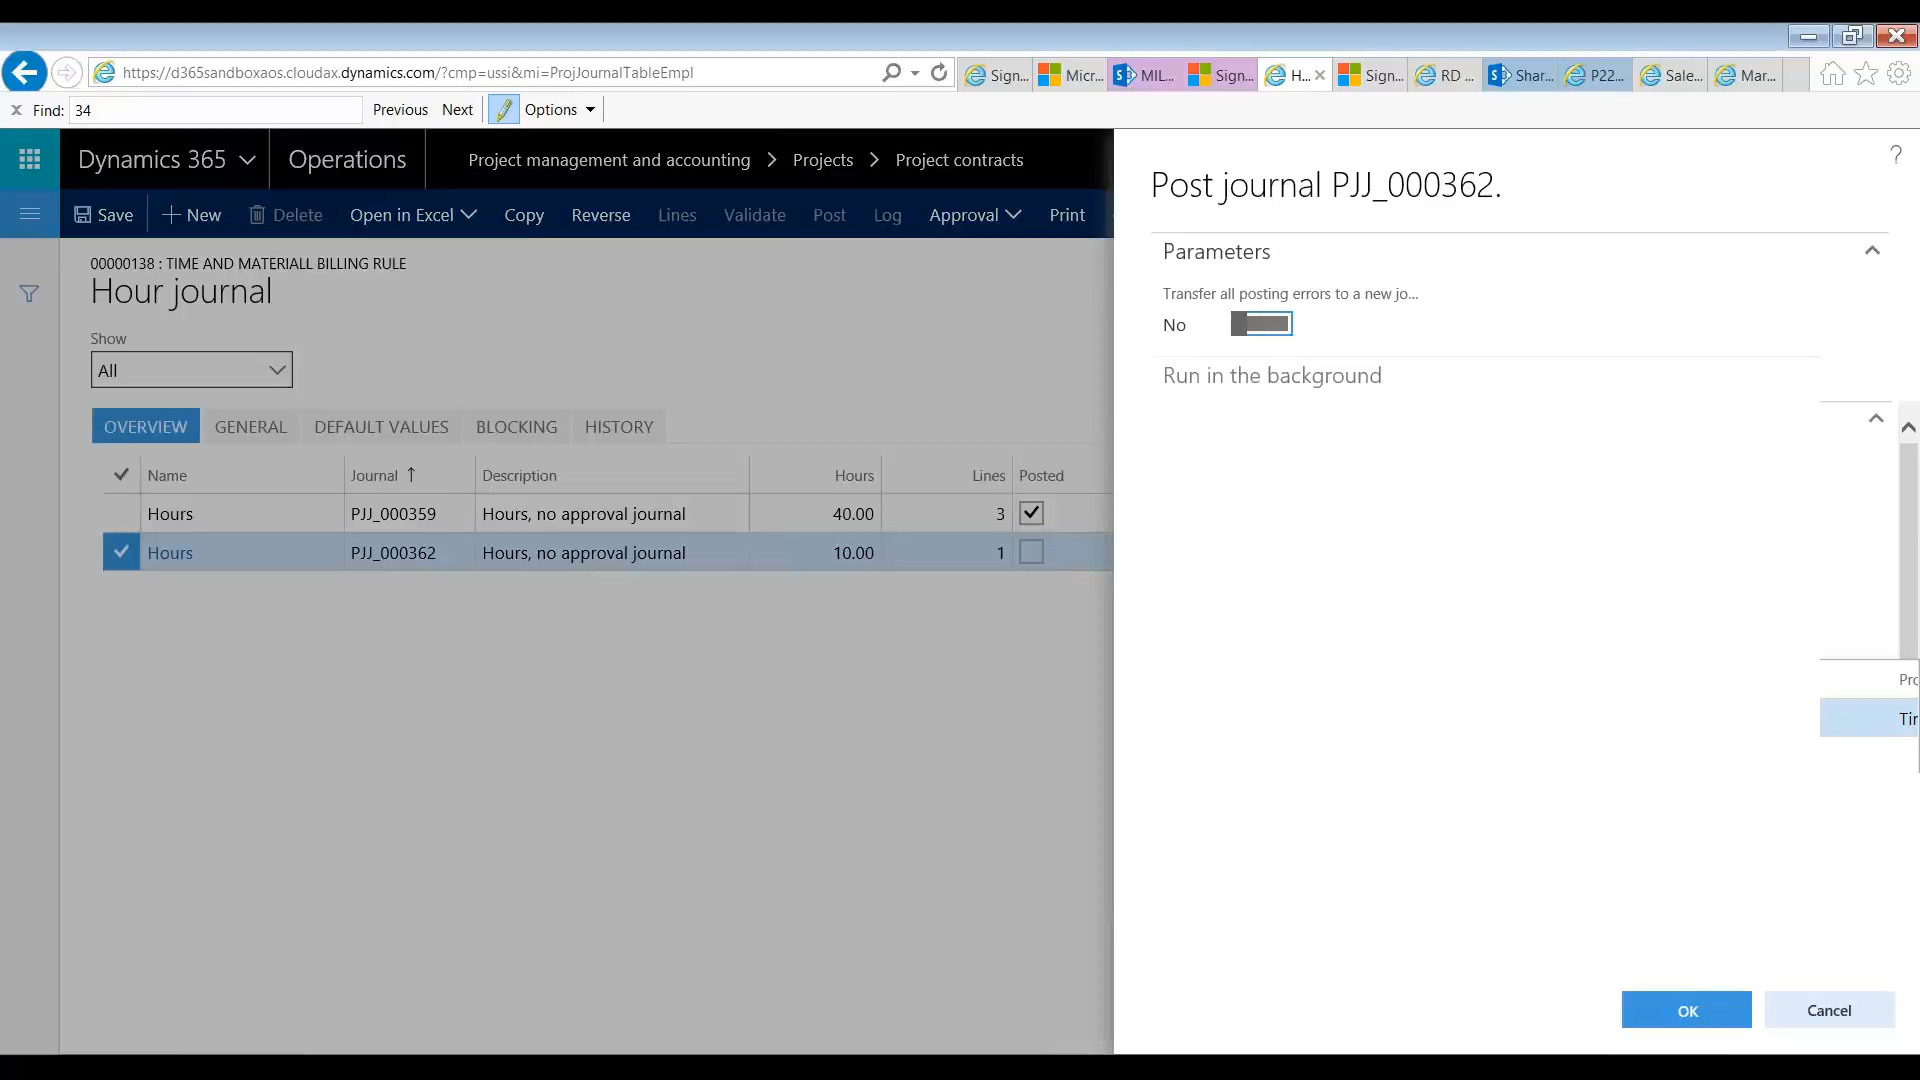 https://d365sandboxaos.cloudax.dynamics.com/?cmp=ussi&mi=ProjJournalTableEmpl
Sign... Micr... MIL... Sign... H... Sign... RD ... Shar... P22... Sale... Mar...
Find: 34 Previous Next Options
Dynamics 365 Operations Project management and accounting > Projects > Project contracts
Save New Delete Open in Excel Copy Reverse Lines Validate Post Log Approval Print
00000138 : TIME AND MATERIALL BILLING RULE
Hour journal
Show
All
OVERVIEW GENERAL DEFAULT VALUES BLOCKING HISTORY
Name Journal Description Hours Lines Posted
Hours PJJ_000359 Hours, no approval journal 40.00 3
Hours PJJ_000362 Hours, no approval journal 10.00 1
?
Post journal PJJ_000362.
Parameters
Transfer all posting errors to a new jo...
No
Run in the background
Pro
Tir
OK Cancel